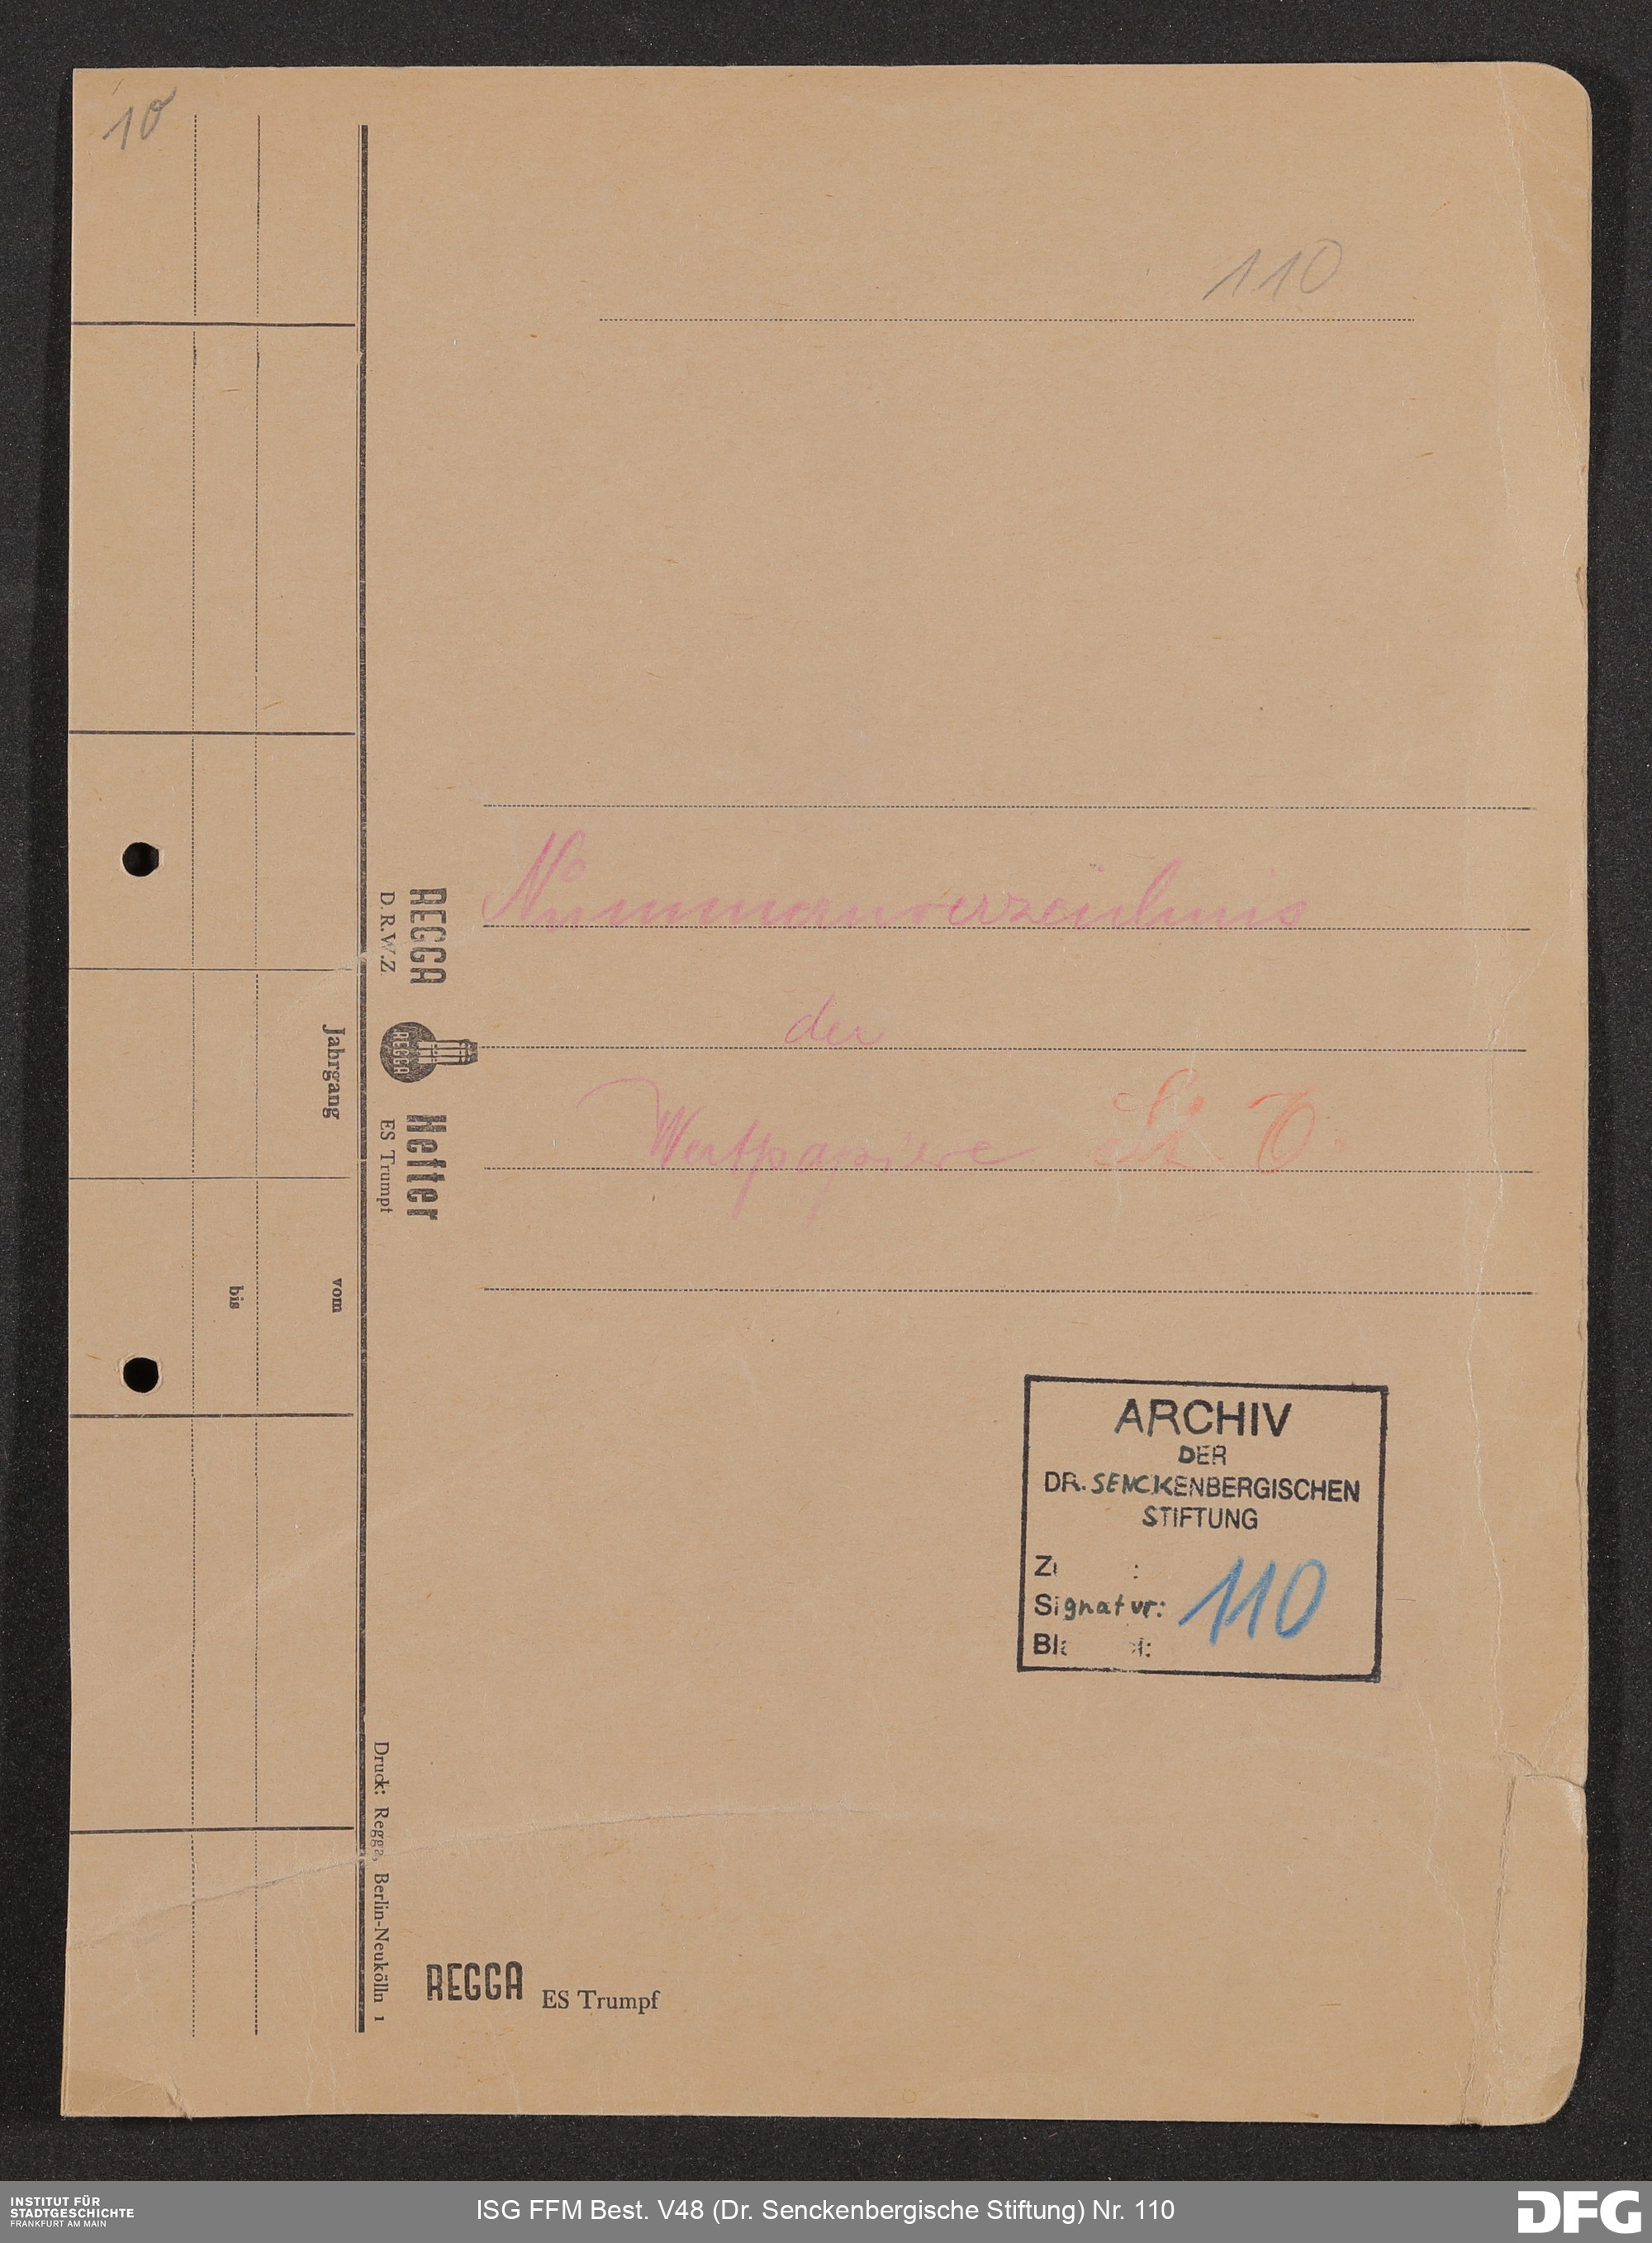 10
110
Nummernverzeichnis
der
Wertpapiere
REGGA Hefter
D.R.W.Z. ES Trumpf
REGGA
Jahrgang
vom
bis
ARCHIV
DER
DR. SENCKENBERGISCHEN
STIFTUNG
Signatur: 110
Druck: Regga, Berlin-Neukölln 1
REGGA ES Trumpf
INSTITUT FÜR
STADTGESCHICHTE
FRANKFURT AM MAIN
ISG FFM Best. V48 (Dr. Senckenbergische Stiftung) Nr. 110
DFG